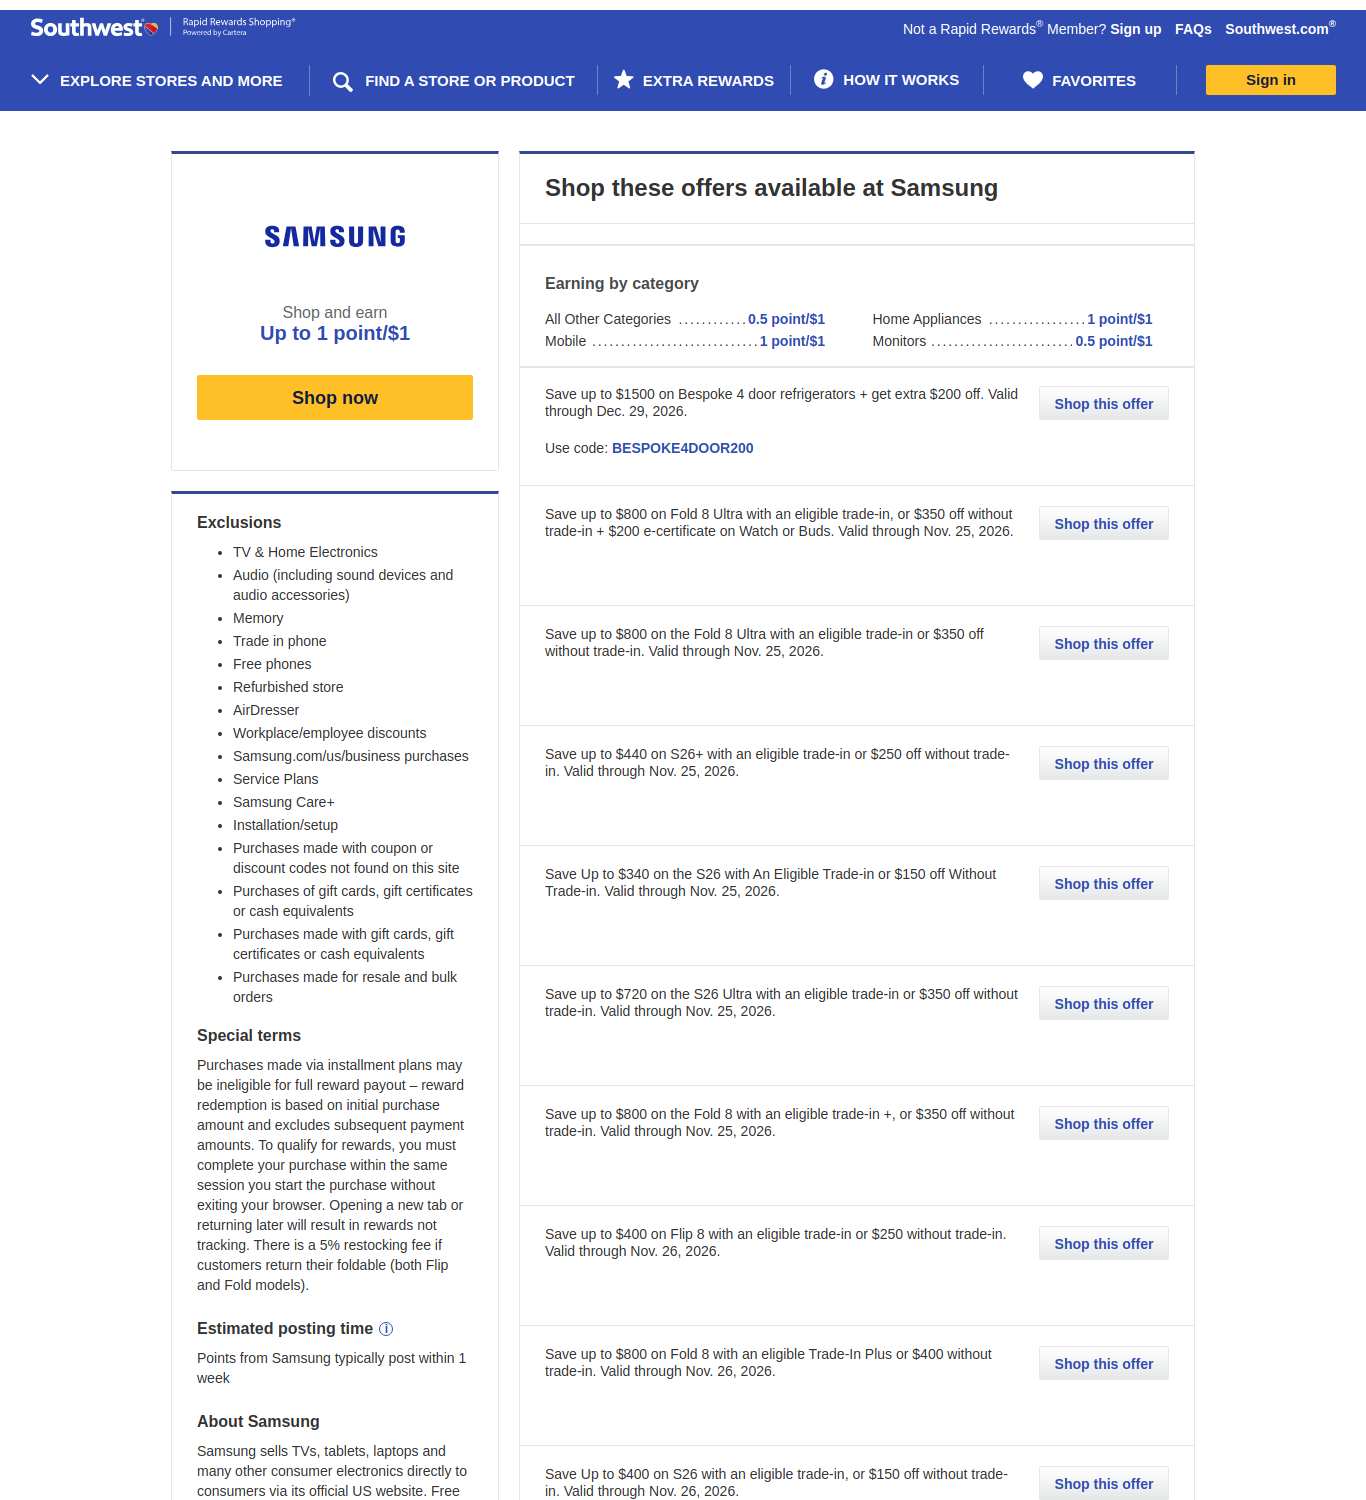 Southwest
Rapid Rewards Shopping®
Powered by Cartera
Not a Rapid Rewards® Member? Sign up FAQs Southwest.com®
EXPLORE STORES AND MORE
FIND A STORE OR PRODUCT
EXTRA REWARDS
HOW IT WORKS
FAVORITES
Sign in
SAMSUNG
Shop and earn
Up to 1 point/$1
Shop now
Exclusions
• TV & Home Electronics
• Audio (including sound devices and
audio accessories)
• Memory
• Trade in phone
• Free phones
• Refurbished store
• AirDresser
• Workplace/employee discounts
• Samsung.com/us/business purchases
• Service Plans
• Samsung Care+
• Installation/setup
• Purchases made with coupon or
discount codes not found on this site
• Purchases of gift cards, gift certificates
or cash equivalents
• Purchases made with gift cards, gift
certificates or cash equivalents
• Purchases made for resale and bulk
orders
Special terms
Purchases made via installment plans may
be ineligible for full reward payout – reward
redemption is based on initial purchase
amount and excludes subsequent payment
amounts. To qualify for rewards, you must
complete your purchase within the same
session you start the purchase without
exiting your browser. Opening a new tab or
returning later will result in rewards not
tracking. There is a 5% restocking fee if
customers return their foldable (both Flip
and Fold models).
Estimated posting time
Points from Samsung typically post within 1
week
About Samsung
Samsung sells TVs, tablets, laptops and
many other consumer electronics directly to
consumers via its official US website. Free
Shop these offers available at Samsung
Earning by category
All Other Categories ............ 0.5 point/$1
Home Appliances ................. 1 point/$1
Mobile ............................. 1 point/$1
Monitors ......................... 0.5 point/$1
Save up to $1500 on Bespoke 4 door refrigerators + get extra $200 off. Valid
through Dec. 29, 2026.
Use code: BESPOKE4DOOR200
Shop this offer
Save up to $800 on Fold 8 Ultra with an eligible trade-in, or $350 off without
trade-in + $200 e-certificate on Watch or Buds. Valid through Nov. 25, 2026.
Shop this offer
Save up to $800 on the Fold 8 Ultra with an eligible trade-in or $350 off
without trade-in. Valid through Nov. 25, 2026.
Shop this offer
Save up to $440 on S26+ with an eligible trade-in or $250 off without trade-
in. Valid through Nov. 25, 2026.
Shop this offer
Save Up to $340 on the S26 with An Eligible Trade-in or $150 off Without
Trade-in. Valid through Nov. 25, 2026.
Shop this offer
Save up to $720 on the S26 Ultra with an eligible trade-in or $350 off without
trade-in. Valid through Nov. 25, 2026.
Shop this offer
Save up to $800 on the Fold 8 with an eligible trade-in +, or $350 off without
trade-in. Valid through Nov. 25, 2026.
Shop this offer
Save up to $400 on Flip 8 with an eligible trade-in or $250 without trade-in.
Valid through Nov. 26, 2026.
Shop this offer
Save up to $800 on Fold 8 with an eligible Trade-In Plus or $400 without
trade-in. Valid through Nov. 26, 2026.
Shop this offer
Save Up to $400 on S26 with an eligible trade-in, or $150 off without trade-
in. Valid through Nov. 26, 2026.
Shop this offer